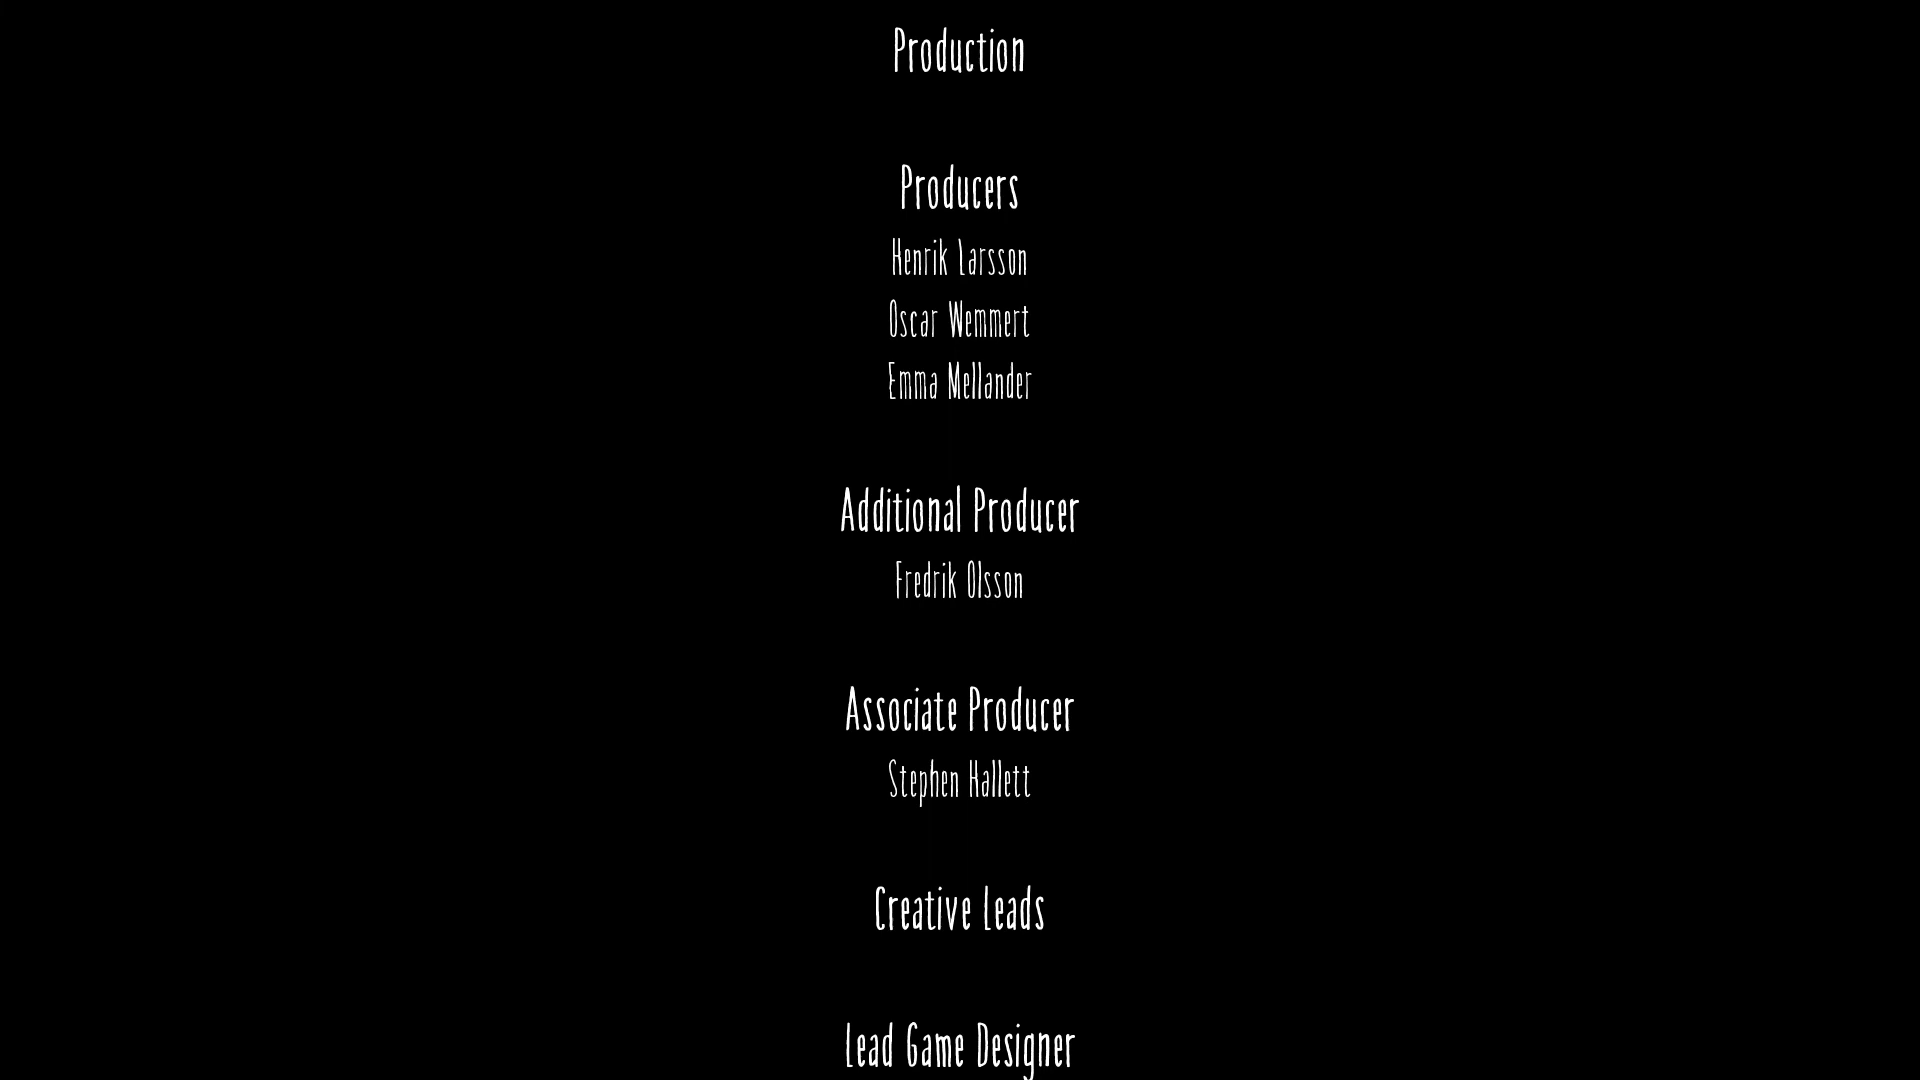 Production
Producers
Henrik Larsson
Oscar Wemmert
Emma Mellander
Additional Producer
Fredrik Olsson
Associate Producer
Stephen Hallett
Creative Leads
Lead Game Designer